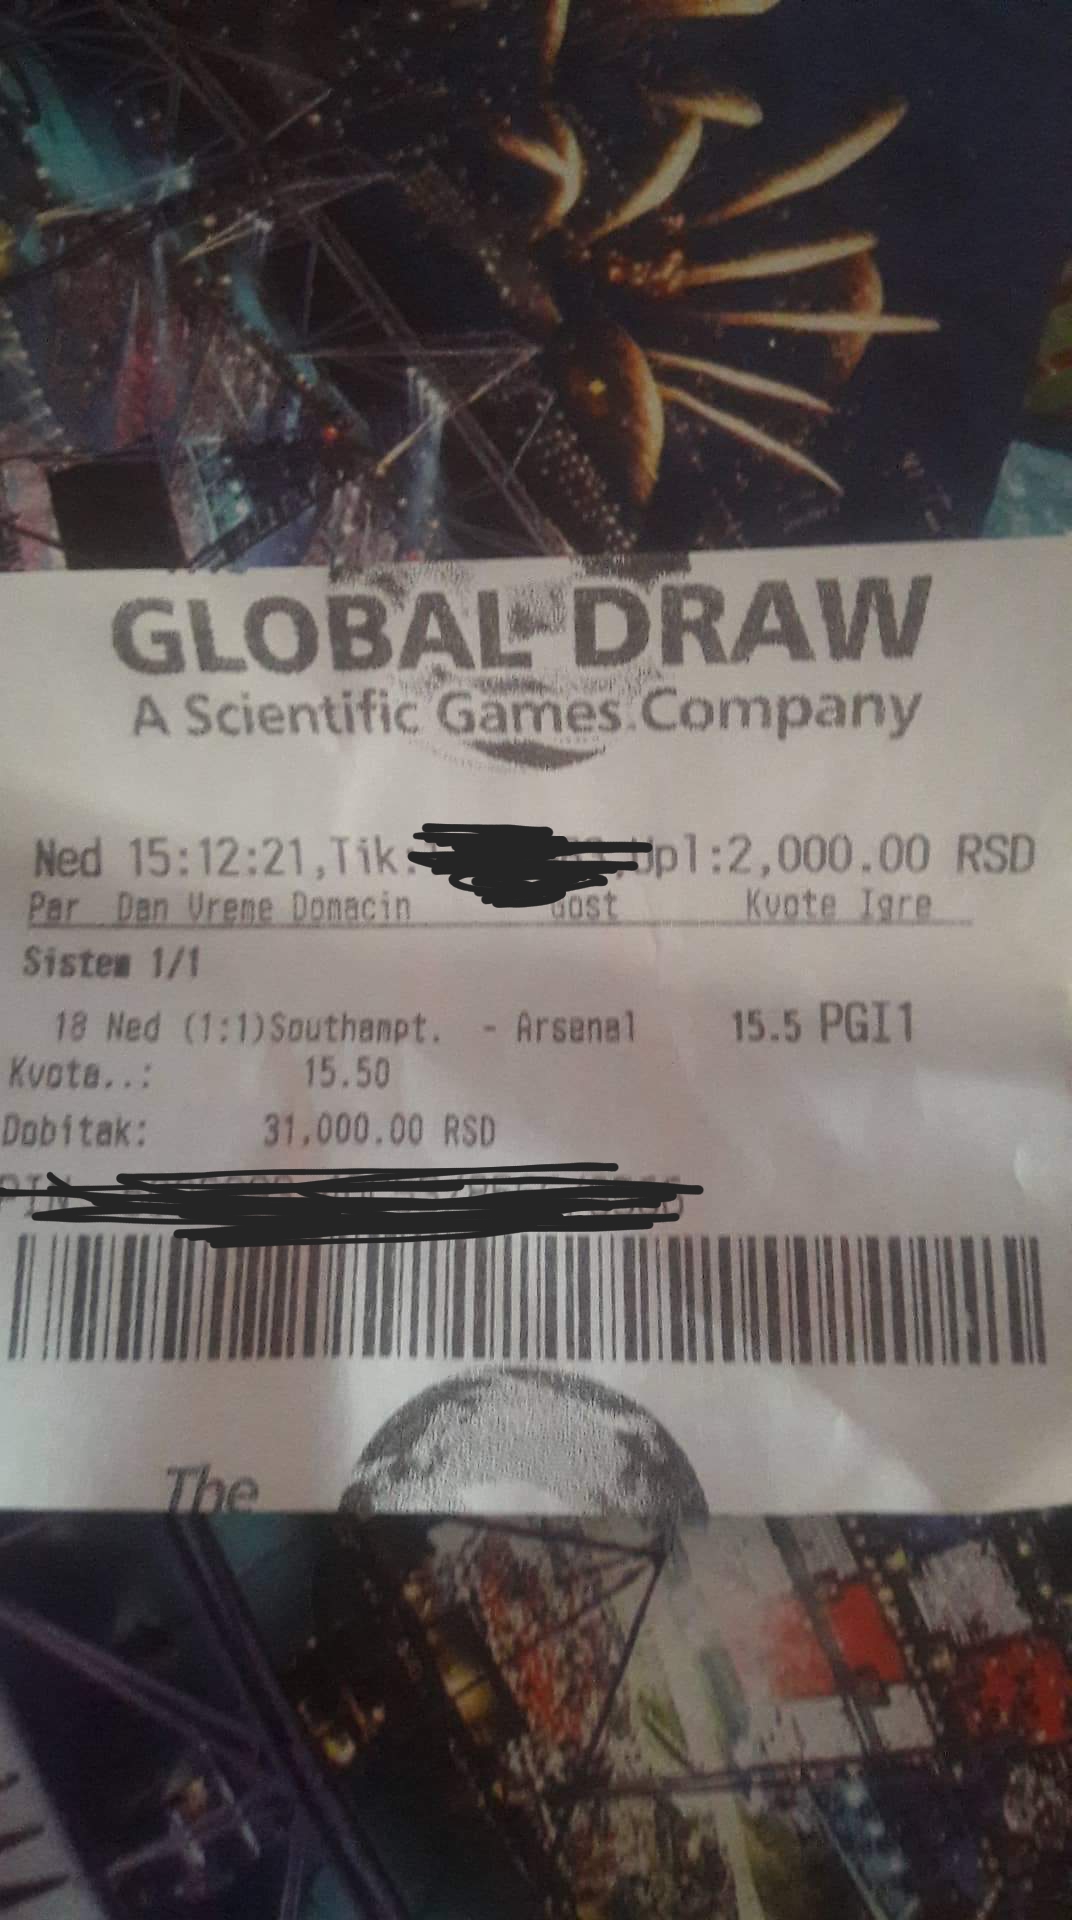 GLOBAL DRAW
A Scientific Games Company
Ned 15:12:21,Tik: Upl:2,000.00 RSD
Par Dan Vreme Domacin Gost Kvote Igre
Sistem 1/1
18 Ned (1:1)Southampt. - Arsenal 15.5 PGI1
Kvota..: 15.50
Dobitak: 31,000.00 RSD
PIN
The